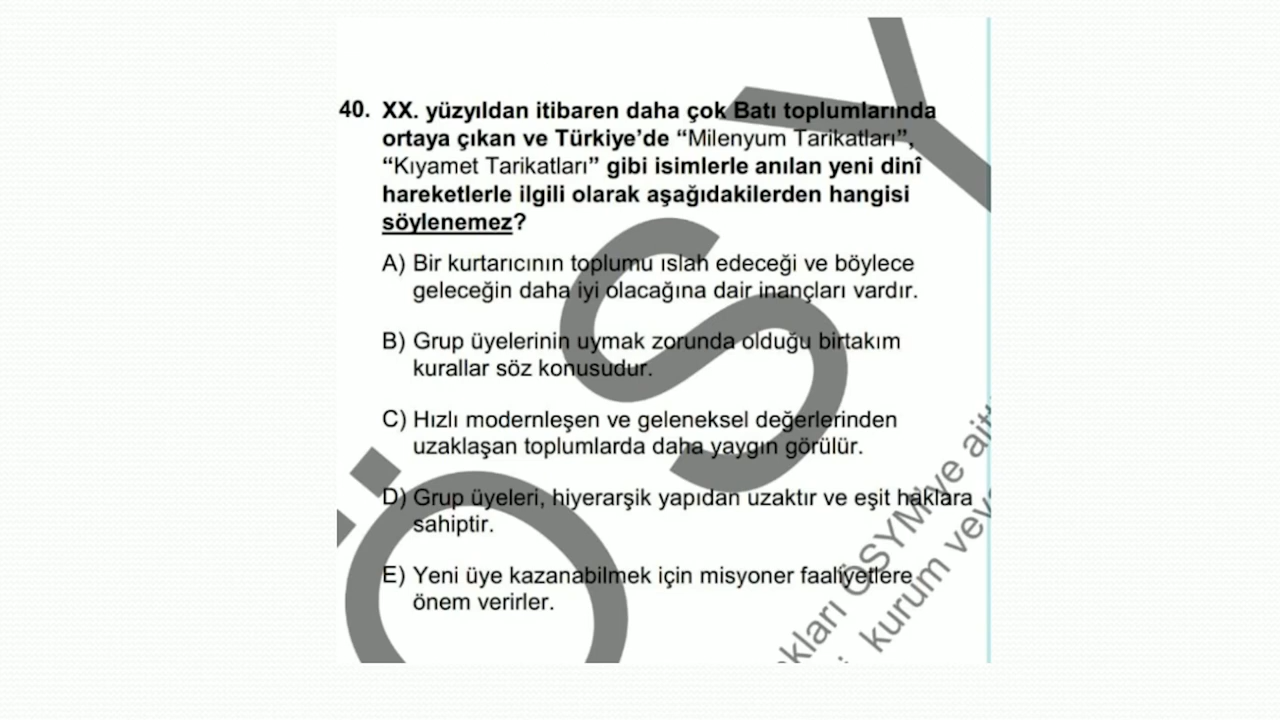 40. XX. yüzyıldan itibaren daha çok Batı toplumlarında
ortaya çıkan ve Türkiye’de “Milenyum Tarikatları”,
“Kıyamet Tarikatları” gibi isimlerle anılan yeni dinî
hareketlerle ilgili olarak aşağıdakilerden hangisi
söylenemez?
A) Bir kurtarıcının toplumu ıslah edeceği ve böylece
geleceğin daha iyi olacağına dair inançları vardır.
B) Grup üyelerinin uymak zorunda olduğu birtakım
kurallar söz konusudur.
C) Hızlı modernleşen ve geleneksel değerlerinden
uzaklaşan toplumlarda daha yaygın görülür.
D) Grup üyeleri, hiyerarşik yapıdan uzaktır ve eşit haklara
sahiptir.
E) Yeni üye kazanabilmek için misyoner faaliyetlere
önem verirler.
ÖSY
ÖSYM'ye
kurum